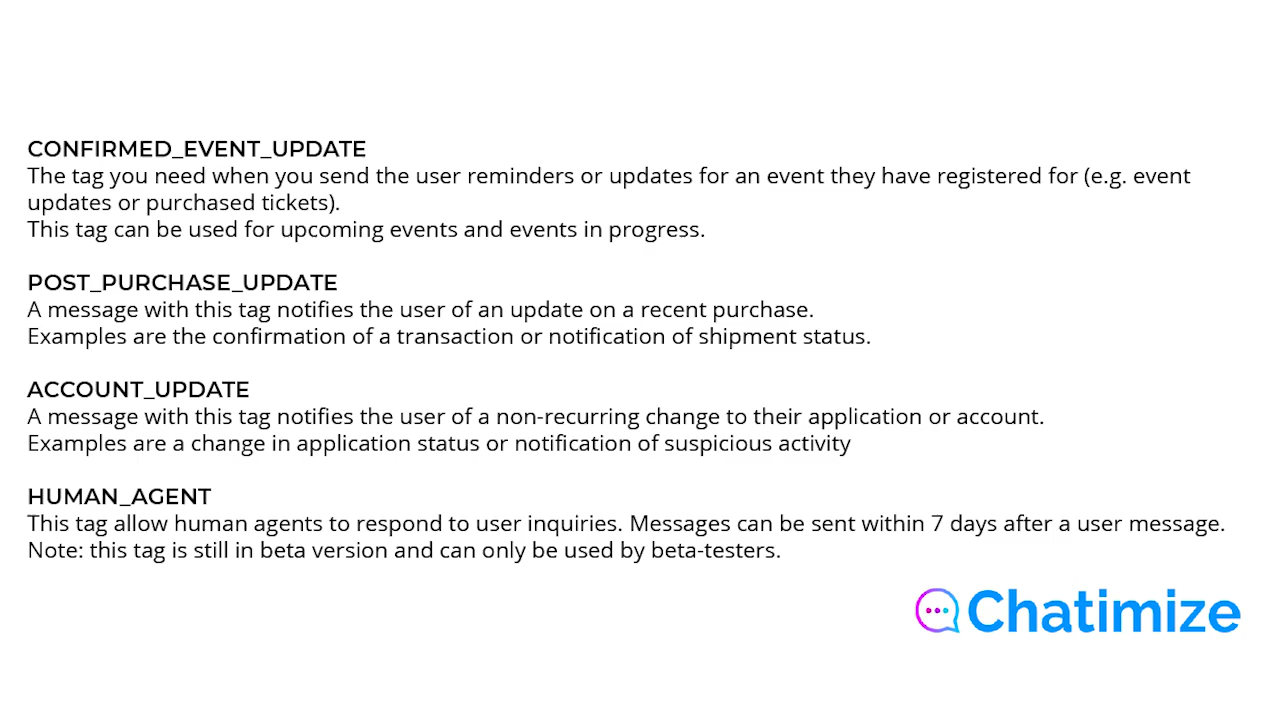 CONFIRMED_EVENT_UPDATE
The tag you need when you send the user reminders or updates for an event they have registered for (e.g. event
updates or purchased tickets).
This tag can be used for upcoming events and events in progress.
POST_PURCHASE_UPDATE
A message with this tag notifies the user of an update on a recent purchase.
Examples are the confirmation of a transaction or notification of shipment status.
ACCOUNT_UPDATE
A message with this tag notifies the user of a non-recurring change to their application or account.
Examples are a change in application status or notification of suspicious activity
HUMAN_AGENT
This tag allow human agents to respond to user inquiries. Messages can be sent within 7 days after a user message.
Note: this tag is still in beta version and can only be used by beta-testers.
Chatimize